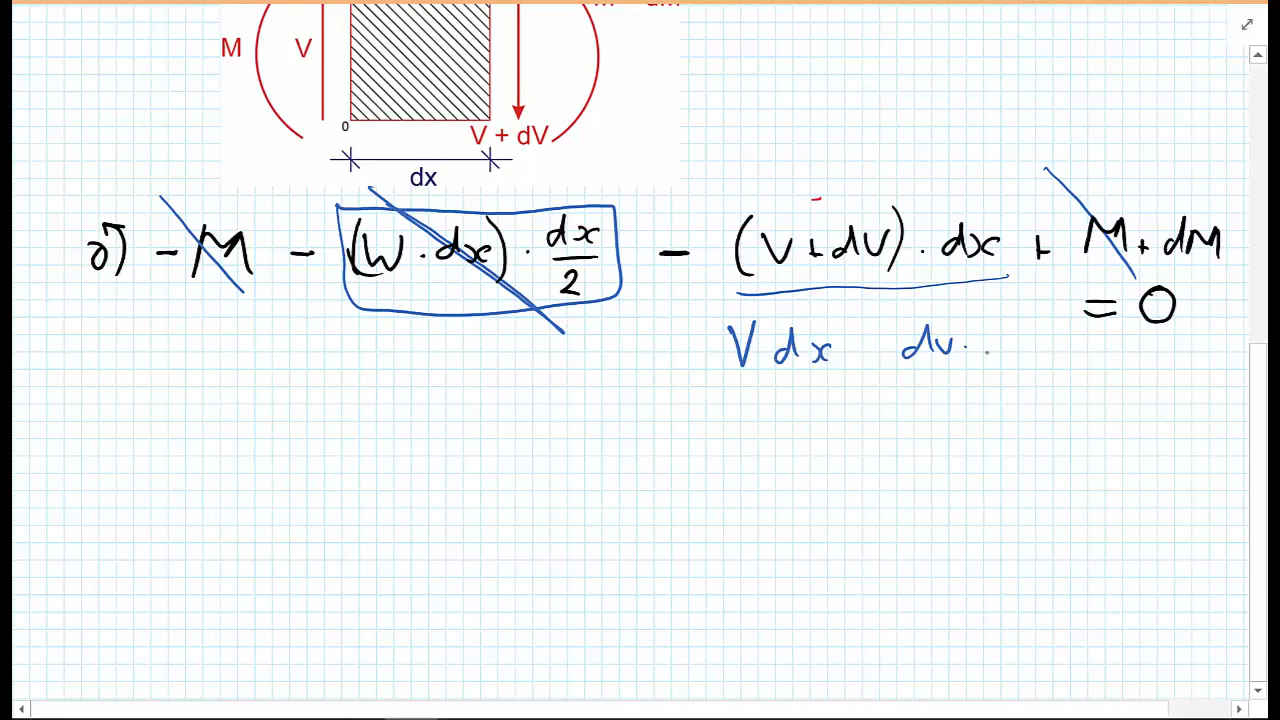 M V
0 V + dV
dx
- M - (W · dx) · dx/2 - (V + dV) · dx + M + dM
= 0
V dx dv ·